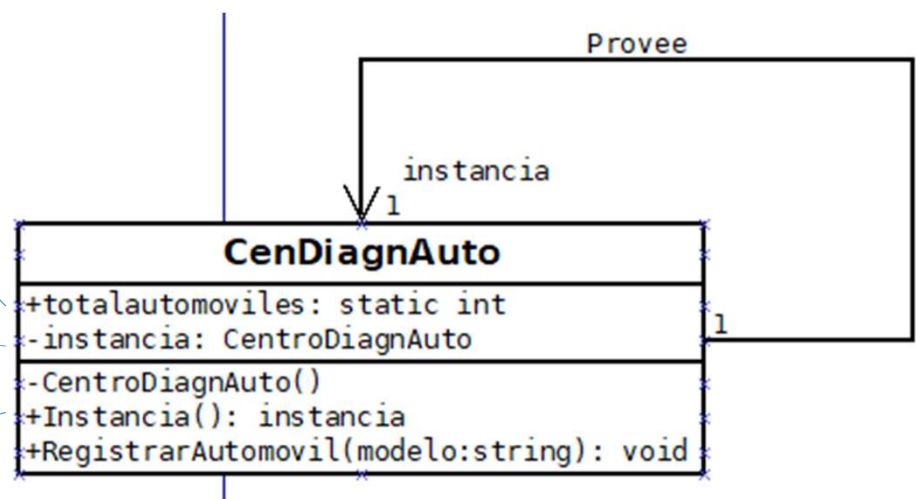 Provee
instancia
1
CenDiagnAuto
+totalautomoviles: static int
-instancia: CentroDiagnAuto
1
-CentroDiagnAuto()
+Instancia(): instancia
+RegistrarAutomovil(modelo:string): void